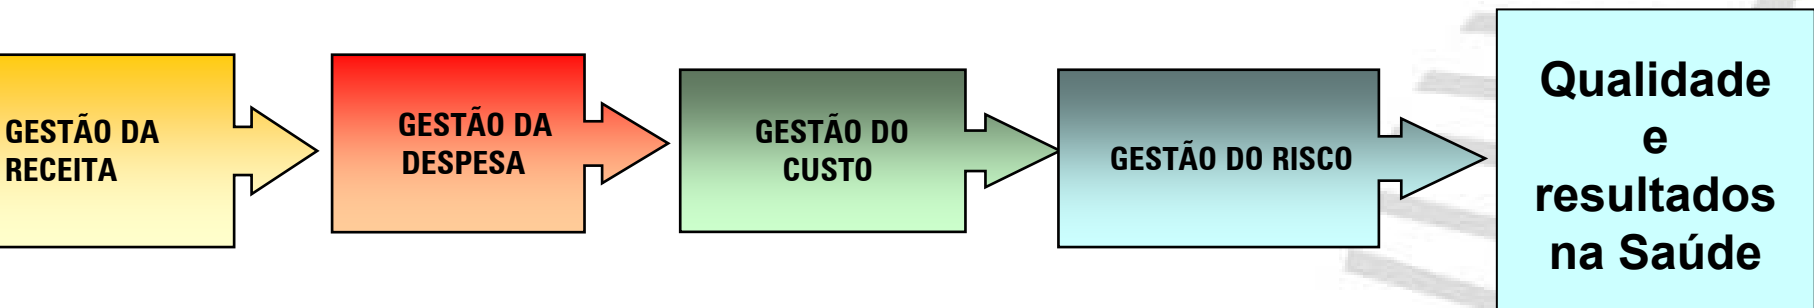 GESTÃO DA
RECEITA
GESTÃO DA
DESPESA
GESTÃO DO
CUSTO
GESTÃO DO RISCO
Qualidade
e
resultados
na Saúde